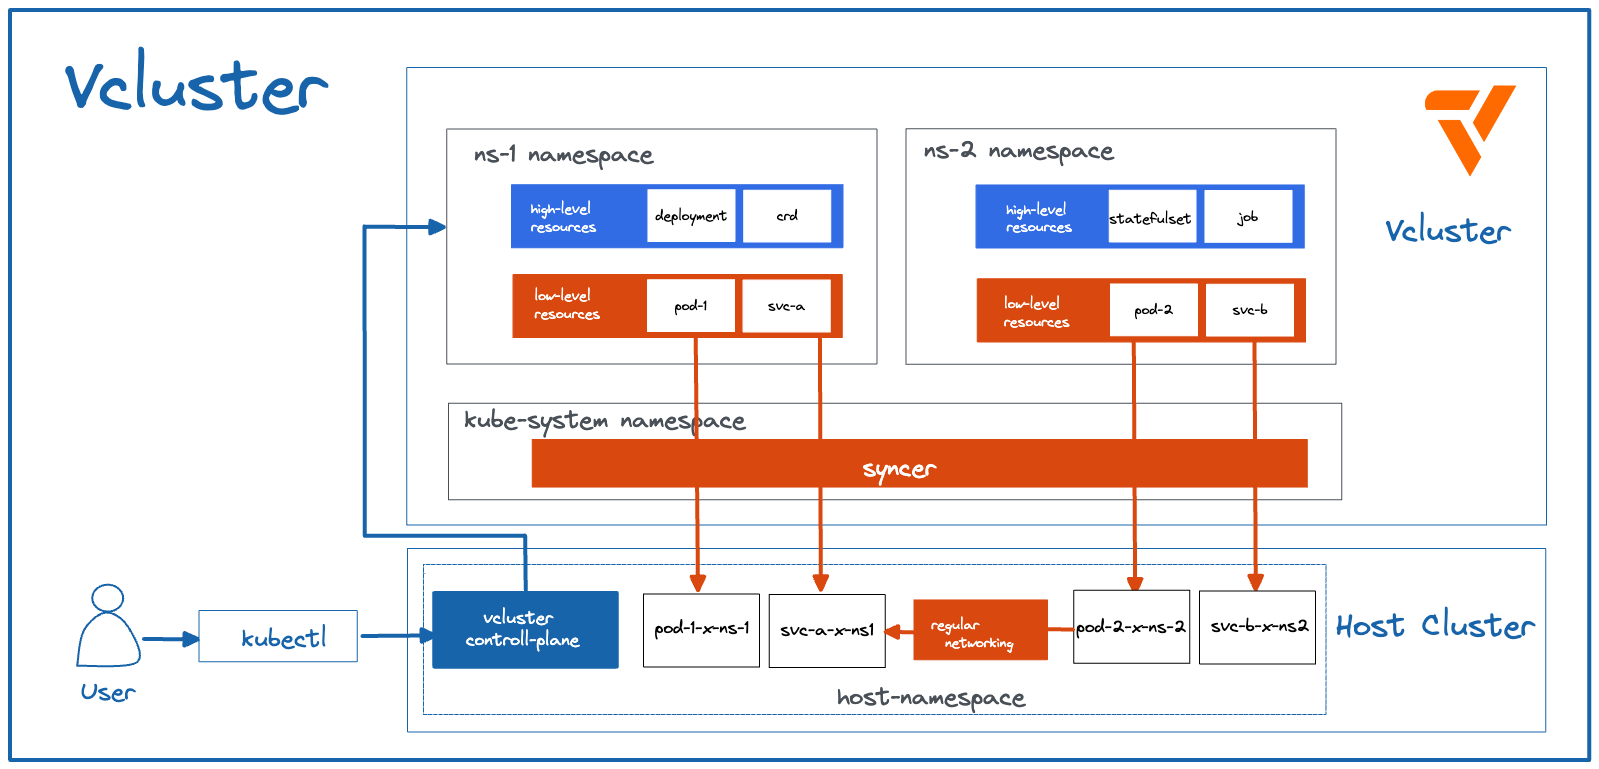 Vcluster
ns-1 namespace
high-level
resources
deployment
crd
low-level
resources
pod-1
svc-a
ns-2 namespace
high-level
resources
statefulset
job
low-level
resources
pod-2
svc-b
Vcluster
kube-system namespace
syncer
User
kubectl
vcluster
controll-plane
pod-1-x-ns-1
svc-a-x-ns1
regular
networking
pod-2-x-ns-2
svc-b-x-ns2
host-namespace
Host Cluster